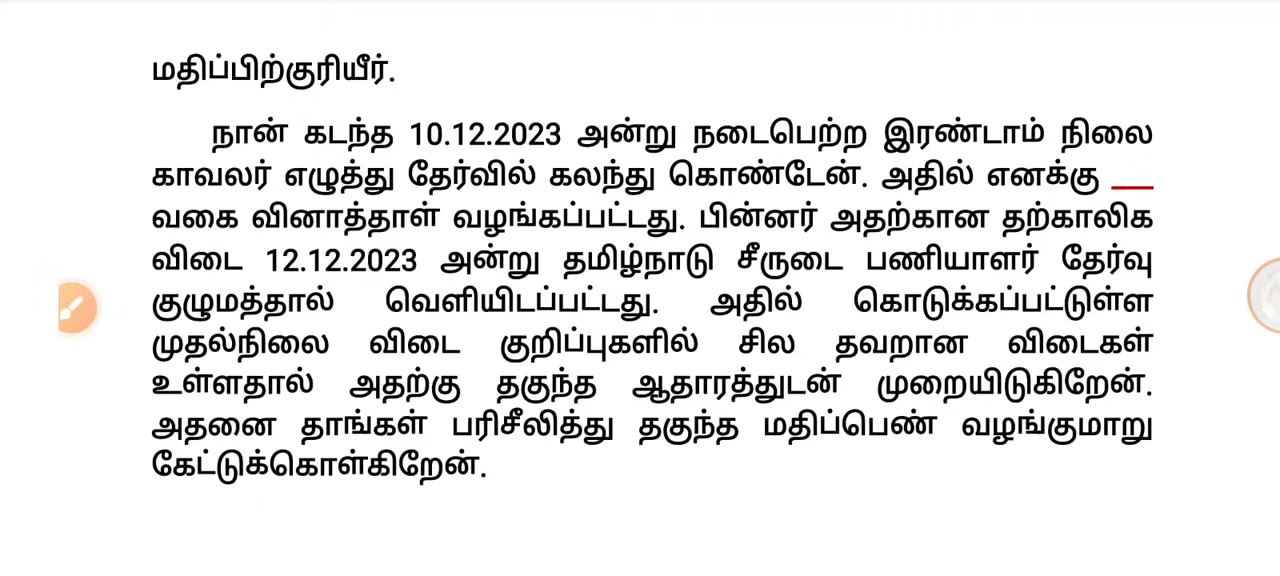 மதிப்பிற்குரியீர்.
நான் கடந்த 10.12.2023 அன்று நடைபெற்ற இரண்டாம் நிலை
காவலர் எழுத்து தேர்வில் கலந்து கொண்டேன். அதில் எனக்கு ___
வகை வினாத்தாள் வழங்கப்பட்டது. பின்னர் அதற்கான தற்காலிக
விடை 12.12.2023 அன்று தமிழ்நாடு சீருடை பணியாளர் தேர்வு
குழுமத்தால் வெளியிடப்பட்டது. அதில் கொடுக்கப்பட்டுள்ள
முதல்நிலை விடை குறிப்புகளில் சில தவறான விடைகள்
உள்ளதால் அதற்கு தகுந்த ஆதாரத்துடன் முறையிடுகிறேன்.
அதனை தாங்கள் பரிசீலித்து தகுந்த மதிப்பெண் வழங்குமாறு
கேட்டுக்கொள்கிறேன்.